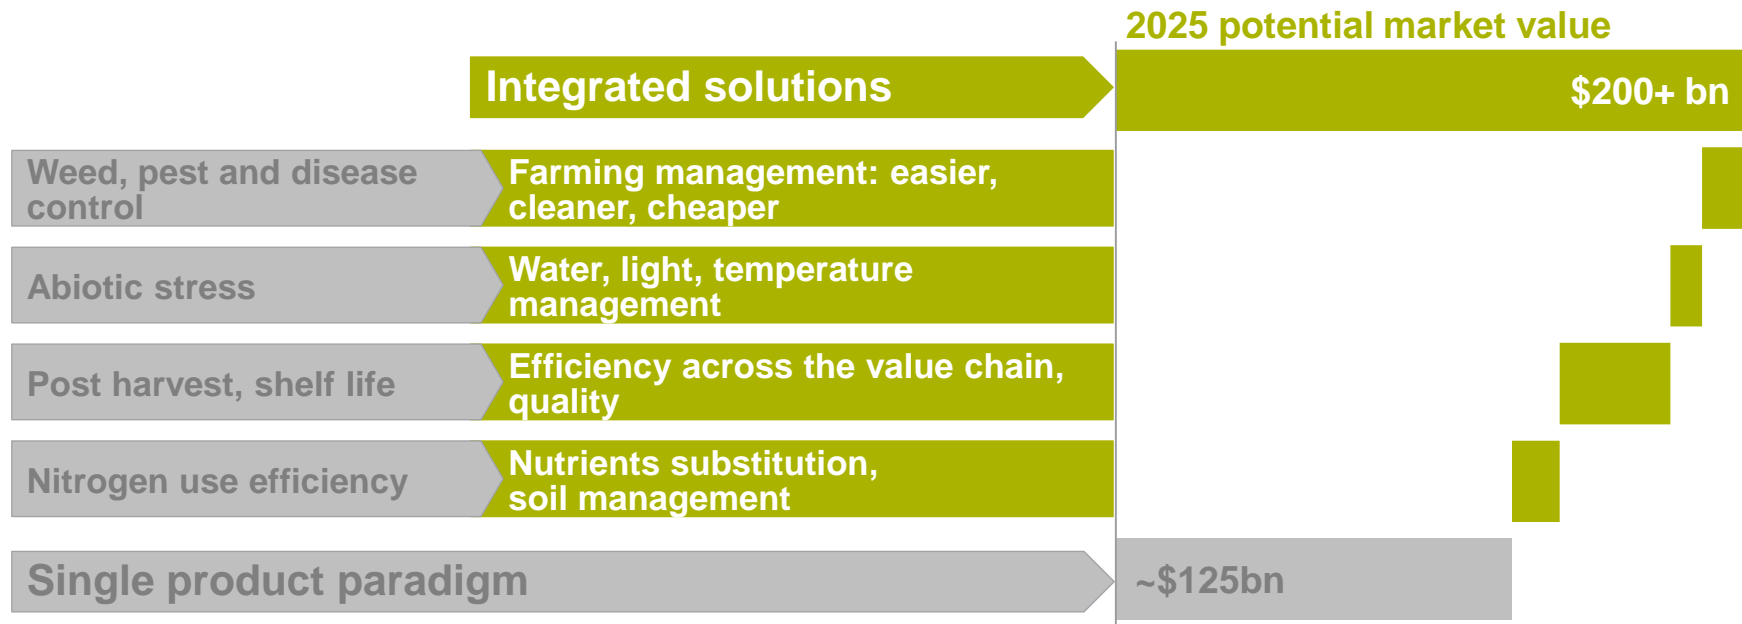 2025 potential market value
Integrated solutions
$200+ bn
Weed, pest and disease
control
Farming management: easier,
cleaner, cheaper
Abiotic stress
Water, light, temperature
management
Post harvest, shelf life
Efficiency across the value chain,
quality
Nitrogen use efficiency
Nutrients substitution,
soil management
Single product paradigm
~$125bn